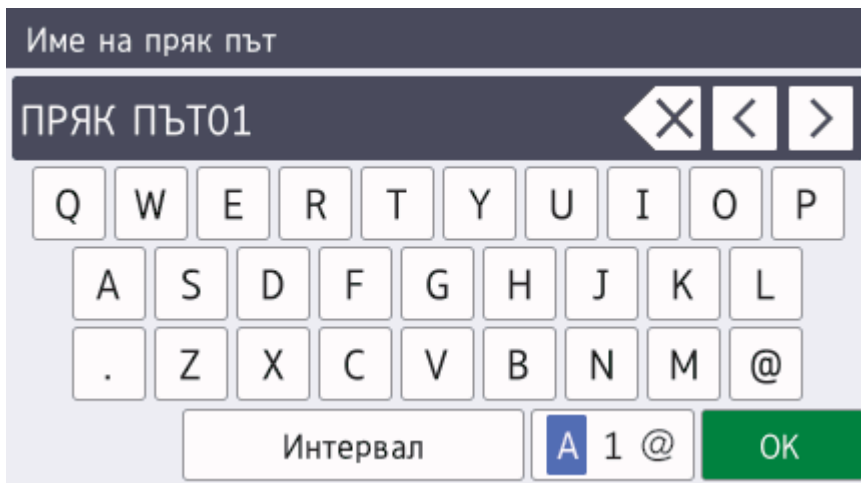 Име на пряк път
ПРЯК ПЪТ01
Q W E R T Y U I O P
A S D F G H J K L
. Z X C V B N M @
Интервал A 1 @ OK